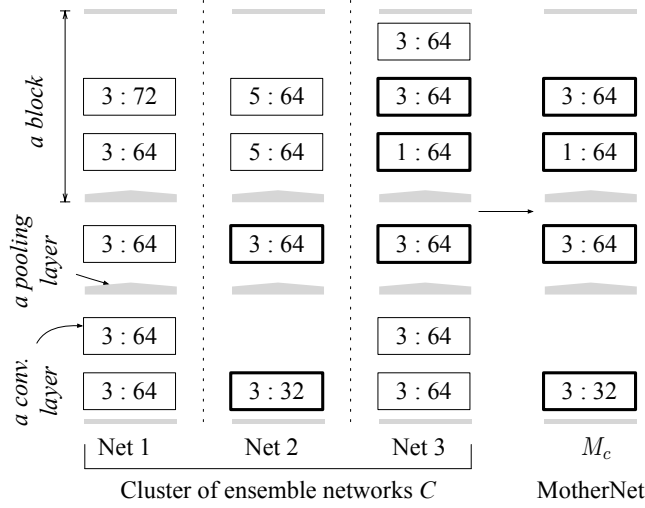 3 : 64
3 : 72 5 : 64 3 : 64 3 : 64
3 : 64 5 : 64 1 : 64 1 : 64
a block
3 : 64 3 : 64 3 : 64 3 : 64
a pooling
layer
3 : 64 3 : 64
3 : 64 3 : 32 3 : 64 3 : 32
a conv.
layer
Net 1 Net 2 Net 3 Mc
Cluster of ensemble networks C MotherNet